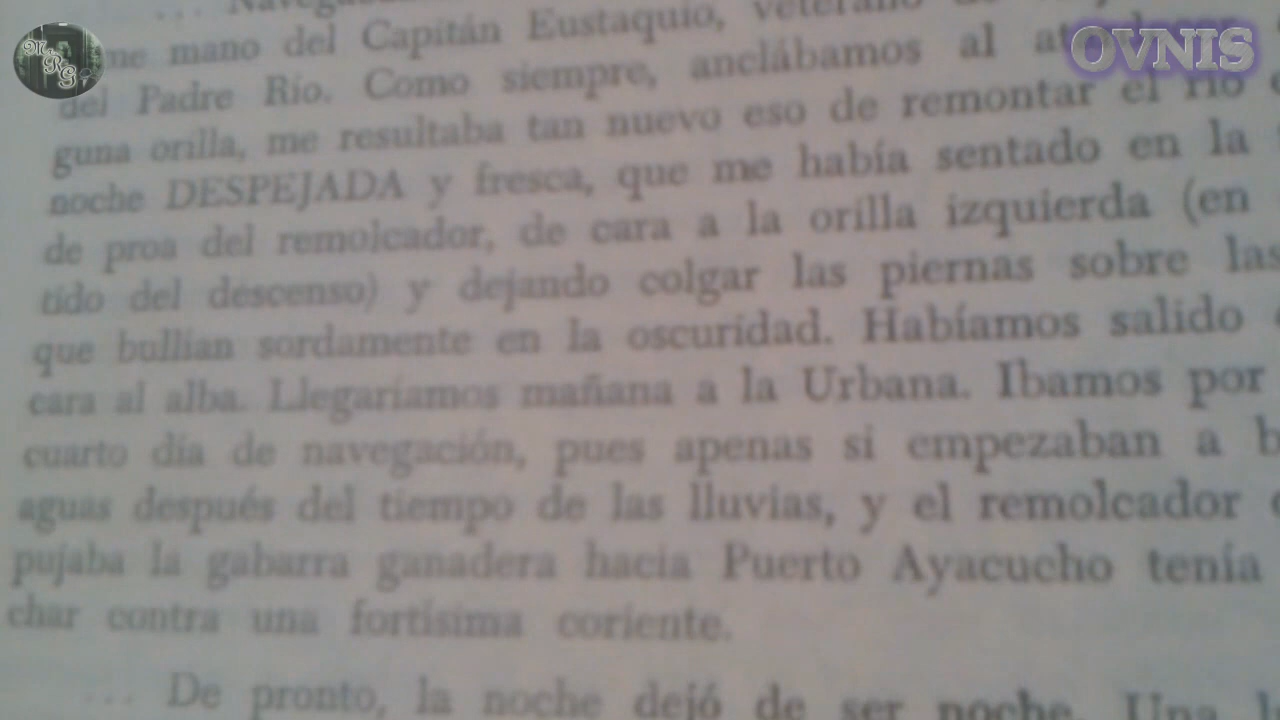 ... Navegaba
me mano del Capitán Eustaquio, veterano de
del Padre Río. Como siempre, anclábamos al
guna orilla, me resultaba tan nuevo eso de remontar el río
noche DESPEJADA y fresca, que me había sentado en la
de proa del remolcador, de cara a la orilla izquierda (en
tido del descenso) y dejando colgar las piernas sobre las
que bullían sordamente en la oscuridad. Habíamos salido
cara al alba. Llegaríamos mañana a la Urbana. Ibamos por
cuarto día de navegación, pues apenas si empezaban a b
aguas después del tiempo de las lluvias, y el remolcador
pujaba la gabarra ganadera hacia Puerto Ayacucho tenía
char contra una fortísima coriente.
... De pronto, la noche dejó de ser noche. Una
MRG
OVNIS